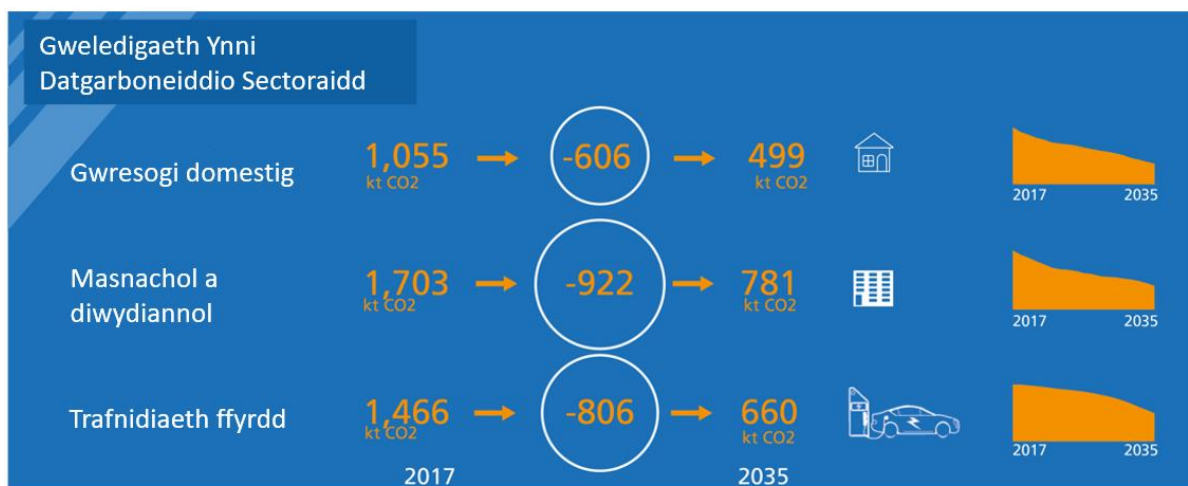 Gweledigaeth Ynni
Datgarboneiddio Sectoraidd
Gwresogi domestig
1,055
kt CO2
-606
499
kt CO2
2017
2035
Masnachol a
diwydiannol
1,703
kt CO2
-922
781
kt CO2
2017
2035
Trafnidiaeth ffyrdd
1,466
kt CO2
-806
660
kt CO2
2017
2035
2017
2035